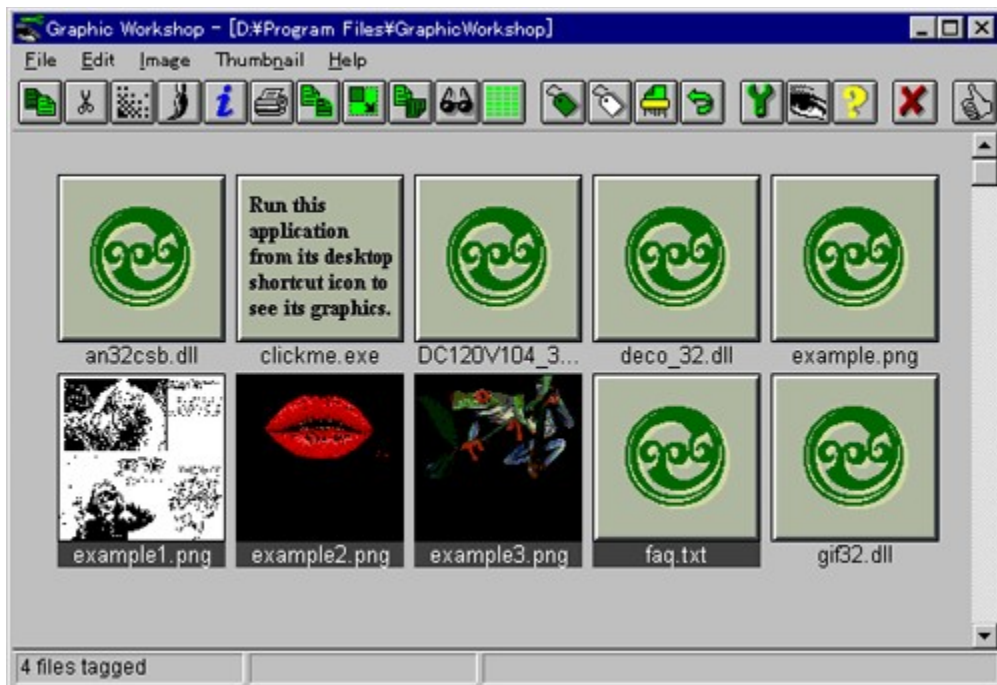 Graphic Workshop - [D:¥Program Files¥GraphicWorkshop]
File Edit Image Thumbnail Help
Run this
application
from its desktop
shortcut icon to
see its graphics.
an32csb.dll clickme.exe DC120V104_3... deco_32.dll example.png
example1.png example2.png example3.png faq.txt gif32.dll
4 files tagged